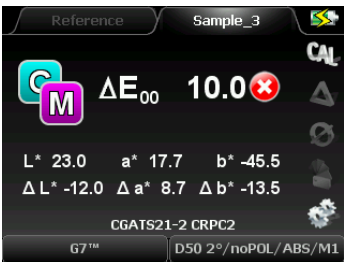 Reference Sample_3
CAL
C M ΔE₀₀ 10.0
L* 23.0 a* 17.7 b* -45.5
Δ L* -12.0 Δ a* 8.7 Δ b* -13.5
CGATS21-2 CRPC2
G7™ D50 2°/noPOL/ABS/M1